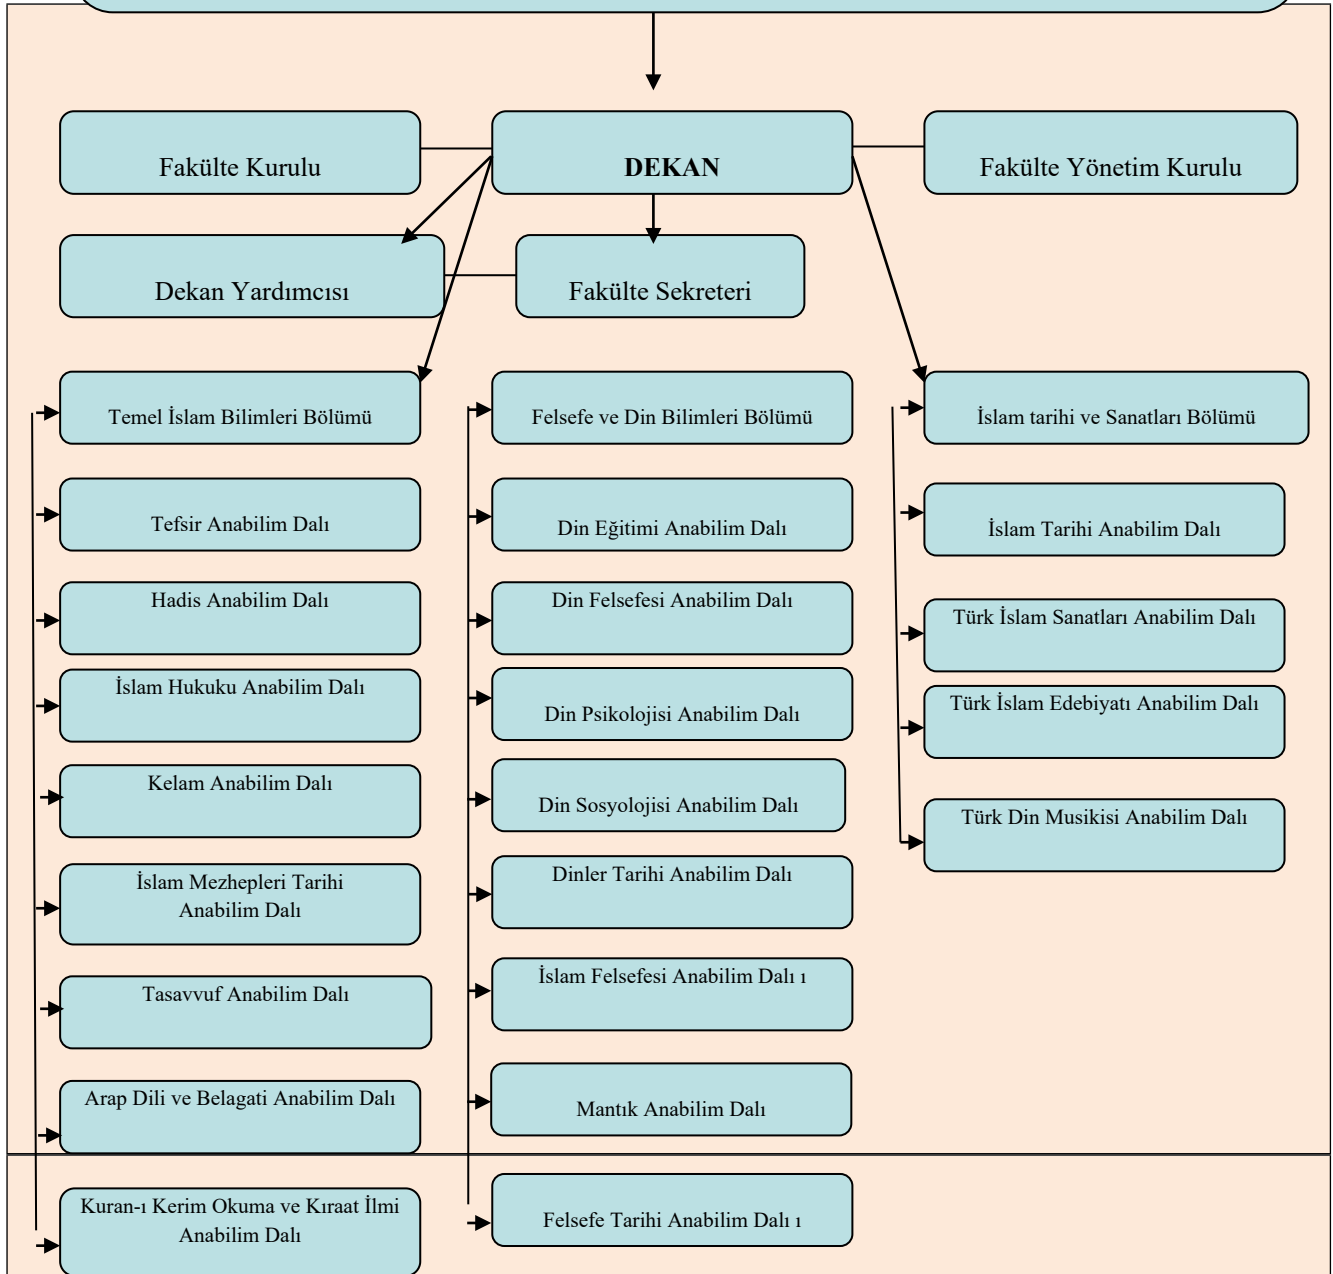 Fakülte Kurulu
DEKAN
Fakülte Yönetim Kurulu
Dekan Yardımcısı
Fakülte Sekreteri
Temel İslam Bilimleri Bölümü
Felsefe ve Din Bilimleri Bölümü
İslam tarihi ve Sanatları Bölümü
Tefsir Anabilim Dalı
Din Eğitimi Anabilim Dalı
İslam Tarihi Anabilim Dalı
Hadis Anabilim Dalı
Din Felsefesi Anabilim Dalı
Türk İslam Sanatları Anabilim Dalı
İslam Hukuku Anabilim Dalı
Din Psikolojisi Anabilim Dalı
Türk İslam Edebiyatı Anabilim Dalı
Kelam Anabilim Dalı
Din Sosyolojisi Anabilim Dalı
Türk Din Musikisi Anabilim Dalı
İslam Mezhepleri Tarihi
Anabilim Dalı
Dinler Tarihi Anabilim Dalı
Tasavvuf Anabilim Dalı
İslam Felsefesi Anabilim Dalı ı
Arap Dili ve Belagati Anabilim Dalı
Mantık Anabilim Dalı
Kuran-ı Kerim Okuma ve Kıraat İlmi
Anabilim Dalı
Felsefe Tarihi Anabilim Dalı ı